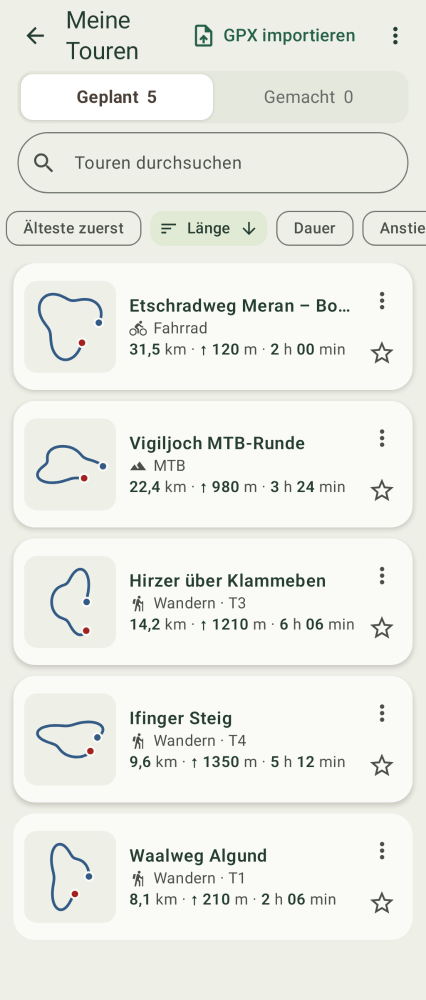 Meine
Touren
GPX importieren
Geplant 5
Gemacht 0
Touren durchsuchen
Älteste zuerst
Länge ↓
Dauer
Anstie
Etschradweg Meran – Bo…
Fahrrad
31,5 km · ↑ 120 m · 2 h 00 min
Vigiljoch MTB-Runde
MTB
22,4 km · ↑ 980 m · 3 h 24 min
Hirzer über Klammeben
Wandern · T3
14,2 km · ↑ 1210 m · 6 h 06 min
Ifinger Steig
Wandern · T4
9,6 km · ↑ 1350 m · 5 h 12 min
Waalweg Algund
Wandern · T1
8,1 km · ↑ 210 m · 2 h 06 min